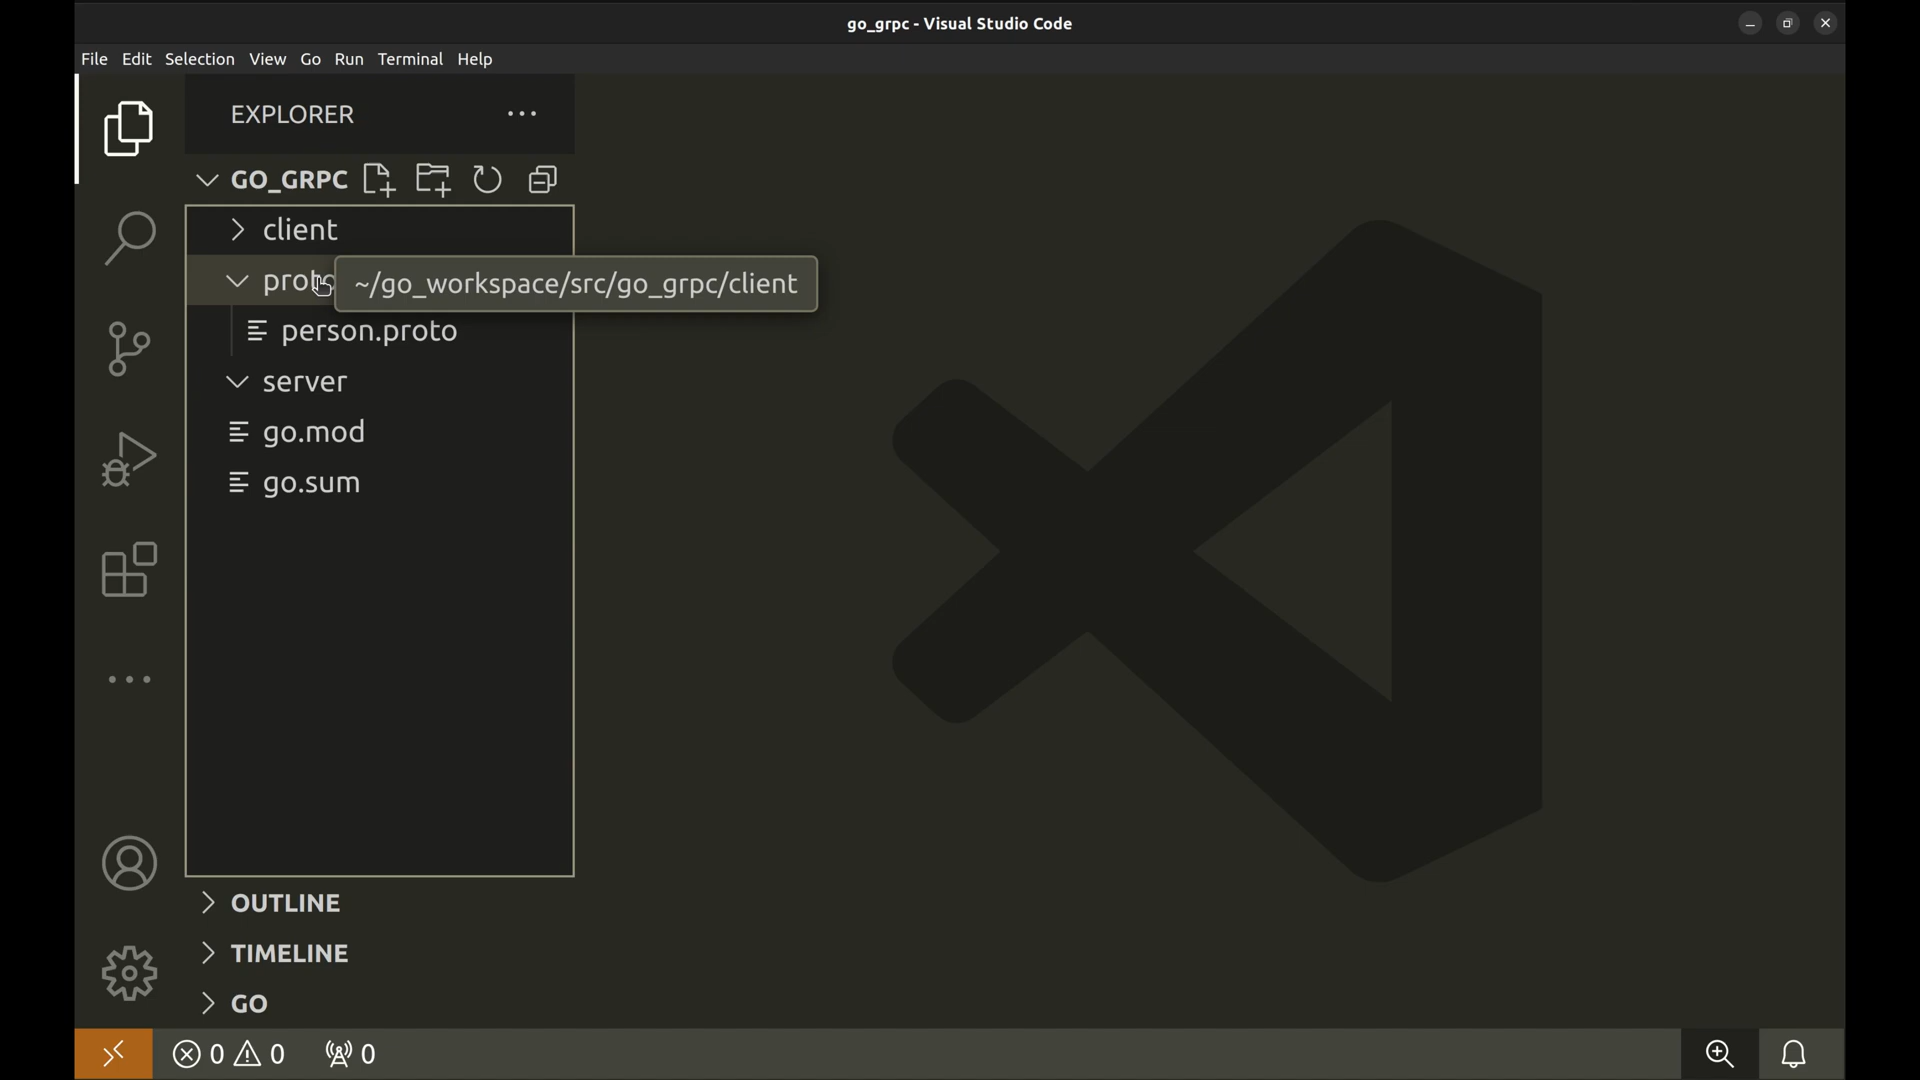 go_grpc - Visual Studio Code
File Edit Selection View Go Run Terminal Help
EXPLORER
GO_GRPC
client
~/go_workspace/src/go_grpc/client
person.proto
server
go.mod
go.sum
OUTLINE
TIMELINE
GO
0 0 0